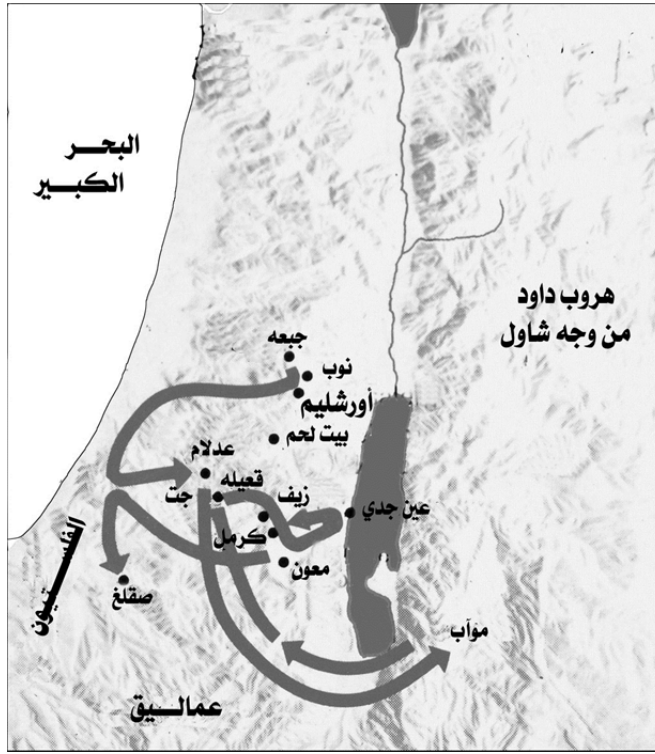 البحر
الكبير
هروب داود
من وجه شاول
جبعه
نوب
أورشليم
بيت لحم
عدلام
قعيله
جت
زيف
عين جدي
كرمل
معون
صقلغ
الفلستيون
موآب
عماليق